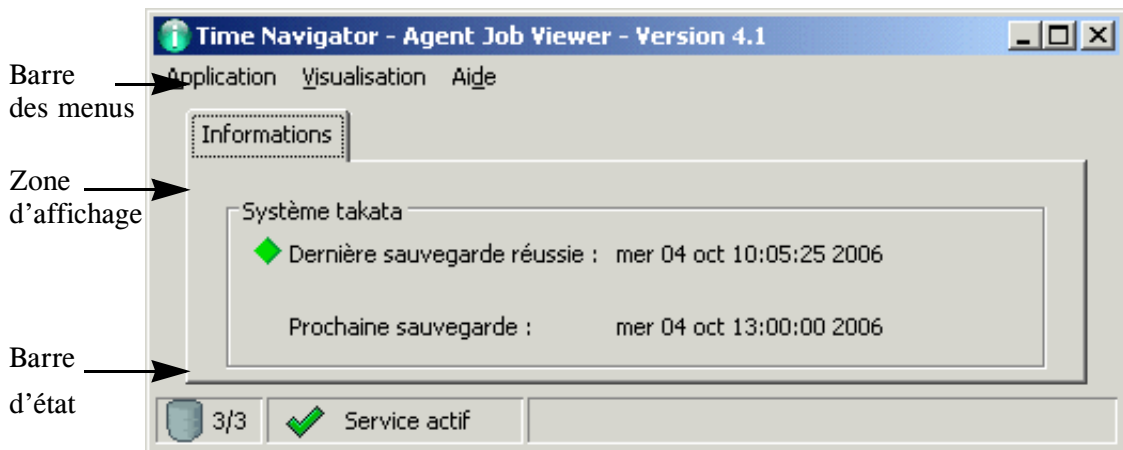 Time Navigator - Agent Job Viewer - Version 4.1
Barre
des menus
Application Visualisation Aide
Informations
Zone
d'affichage
Système takata
Dernière sauvegarde réussie : mer 04 oct 10:05:25 2006
Prochaine sauvegarde : mer 04 oct 13:00:00 2006
Barre
d'état
3/3 Service actif